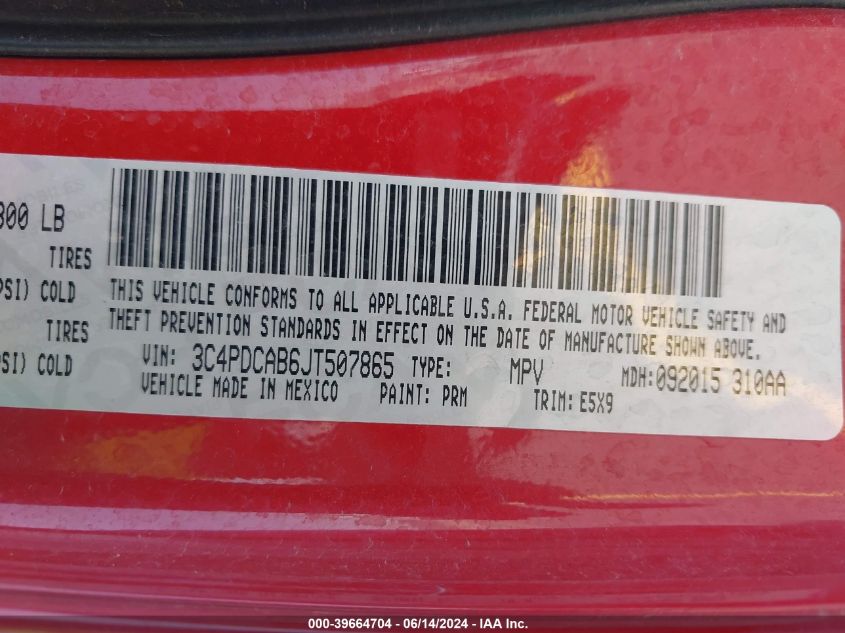 300 LB
TIRES
PSI) COLD
TIRES
SI) COLD
THIS VEHICLE CONFORMS TO ALL APPLICABLE U.S.A. FEDERAL MOTOR VEHICLE SAFETY AND
THEFT PREVENTION STANDARDS IN EFFECT ON THE DATE OF MANUFACTURE SHOWN ABOVE.
VIN: 3C4PDCAB6JT507865 TYPE: MPV MDH:092015 310AA
VEHICLE MADE IN MEXICO PAINT: PRM TRIM: E5X9
000-39664704 - 06/14/2024 - IAA Inc.